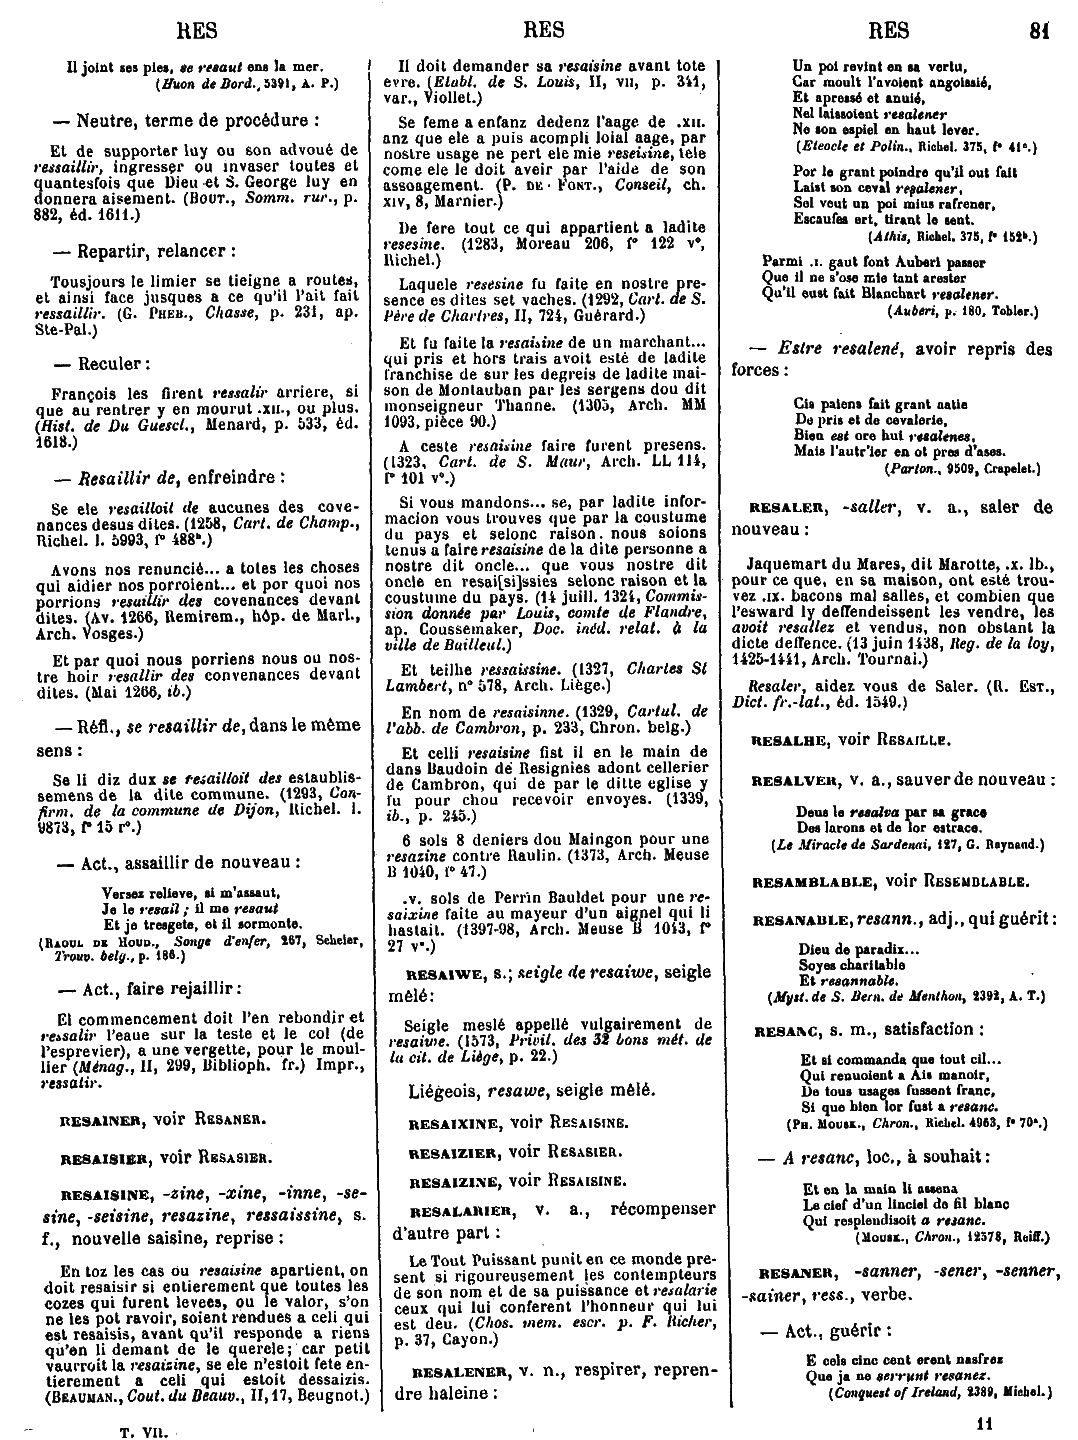 RES
RES
RES 81
Il joint ses pies, se resaut ens la mer.
(Huon de Bord., 5391, A. P.)
— Neutre, terme de procédure :
Et de supporter luy ou son advoué de
ressaillir, ingresser ou invaser toutes et
quantesfois que Dieu et S. George luy en
donnera aisement. (BOUT., Somm. rur., p.
882, éd. 1611.)
— Repartir, relancer :
Tousjours le limier se tieigne a routes,
et ainsi face jusques a ce qu'il l'ait fait
ressaillir. (G. PHEB., Chasse, p. 231, ap.
Ste-Pal.)
— Reculer :
François les firent ressalir arriere, si
que au rentrer y en mourut .XII., ou plus.
(Hist. de Du Guescl., Menard, p. 533, éd.
1618.)
— Resaillir de, enfreindre :
Se ele resailloit de aucunes des cove-
nances desus dites. (1258, Cart. de Champ.,
Richel. l. 5993, f° 488ᵇ.)
Avons nos renuncié... a totes les choses
qui aidier nos porroient... et por quoi nos
porrions resaillir des covenances devant
dites. (Av. 1266, Remirem., hôp. de Marl.,
Arch. Vosges.)
Et par quoi nous porriens nous ou nos-
tre hoir resallir des convenances devant
dites. (Mai 1266, ib.)
— Réfl., se resaillir de, dans le même
sens :
Se li diz dux se resailloit des establis-
semens de la dite commune. (1293, Con-
firm. de la commune de Dijon, Richel. l.
9873, f° 15 r°.)
— Act., assaillir de nouveau :
Versez relieve, si m'assaut,
Je le resail ; il me resaut
Et je tresgete, et il sormonte.
(RAOUL DE HOUD., Songe d'enfer, 267, Scheler,
Trouv. belg., p. 186.)
— Act., faire rejaillir :
El commencement doit l'en rebondir et
ressalir l'eaue sur la teste et le col (de
l'esprevier), a une vergette, pour le moul-
lier (Ménag., II, 299, Biblioph. fr.) Impr.,
ressatir.
RESAINER, voir RESANER.
RESAISIER, voir RESASIER.
RESAISINE, -zine, -xine, -inne, -se-
sine, -seisine, resazine, ressaissine, s.
f., nouvelle saisine, reprise :
En toz les cas ou resaisine apartient, on
doit resaisir si entierement que toutes les
cozes qui furent levees, ou le valor, s'on
ne les pot ravoir, soient rendues a celi qui
est resaisis, avant qu'il responde a riens
qu'en li demant de le querele; car petit
vaurroit la resaizine, se ele n'estoit fete en-
tierement a celi qui estoit dessaizis.
(BEAUMAN., Cout. du Beauv., II, 17, Beugnot.)
T. VII.
Il doit demander sa resaisine avant tote
evre. (Etabl. de S. Louis, II, VII, p. 341,
var., Viollet.)
Se feme a enfanz dedenz l'aage de .XII.
anz que ele a puis acompli loial aage, par
nostre usage ne pert ele mie reseisine, tele
come ele le doit avoir par l'aide de son
assoagement. (P. DE FONT., Conseil, ch.
XIV, 8, Marnier.)
De fere tout ce qui appartient a ladite
resesine. (1283, Moreau 206, f° 122 v°,
Richel.)
Laquele resesine fu faite en nostre pre-
sence es dites set vaches. (1292, Cart. de S.
Père de Chartres, II, 724, Guérard.)
Et fu faite la resaisine de un marchant...
qui pris et hors trais avoit esté de ladite
franchise de sur les degreis de ladite mai-
son de Montauban par les sergens dou dit
monseigneur Thanne. (1305, Arch. MM
1093, pièce 90.)
A ceste resaisine faire furent presens.
(1323, Cart. de S. Maur, Arch. LL 114,
f° 101 v°.)
Si vous mandons... se, par ladite infor-
macion vous trouves que par la coustume
du pays et selonc raison nous soions
tenus a faire resaisine de la dite personne a
nostre dit oncle... que vous nostre dit
oncle en resai[si]ssies selonc raison et la
coustume du pays. (14 juill. 1324, Commis-
sion donnée par Louis, comte de Flandre,
ap. Coussemaker, Doc. inéd. relat. à la
ville de Bailleul.)
Et teilhe ressaissine. (1327, Chartes St
Lambert, n° 578, Arch. Liège.)
En nom de resaisinne. (1329, Cartul. de
l'abb. de Cambron, p. 233, Chron. belg.)
Et celli resaisine fist il en le main de
dans Baudoin de Resignies adont cellerier
de Cambron, qui de par le ditte eglise y
fu pour chou recevoir envoyes. (1339,
ib., p. 245.)
6 sols 8 deniers dou Maingon pour une
resazine contre Raulin. (1373, Arch. Meuse
B 1040, f° 47.)
.V. sols de Perrin Bauldet pour une re-
saixine faite au mayeur d'un aignel qui li
hastait. (1397-98, Arch. Meuse B 1043, f°
27 v°.)
RESAIWE, s.; seigle de resaiwe, seigle
mêlé :
Seigle meslé appellé vulgairement de
resaiwe. (1573, Privil. des 32 bons mét. de
la cit. de Liège, p. 22.)
Liégeois, resawe, seigle mêlé.
RESAIXINE, voir RESAISINE.
RESAIZIER, voir RESASIER.
RESAIZINE, voir RESAISINE.
RESALARIER, v. a., récompenser
d'autre part :
Le Tout Puissant punit en ce monde pre-
sent si rigoureusement les contempteurs
de son nom et de sa puissance et resalarie
ceux qui lui conferent l'honneur qui lui
est deu. (Chos. mem. escr. p. F. Richer,
p. 37, Cayon.)
RESALENER, v. n., respirer, repren-
dre haleine :
Un poi revint en sa vertu,
Car moult l'avoient angoissié,
Et apressé et anuié,
Nel laissoient resalener
Ne son espiel en haut lever.
(Eteocle et Polin., Richel. 375, f° 41ᵉ.)
Por le grant poindre qu'il out fait
Laist son ceval resalener,
Sel veut un poi mius rafrener,
Escaufes ert, tirant le sent.
(Athis, Richel. 375, f° 152ᵇ.)
Parmi .I. gaut font Auberi passer
Que il ne s'ose mie tant arester
Qu'il eust fait Blanchart resalener.
(Auberi, p. 180, Tobler.)
— Estre resalené, avoir repris des
forces :
Cis paiens fait grant aatie
De pris et de cevalerie,
Bien est ore hui resalenes,
Mais l'autr'ier en ot pres d'ases.
(Parton., 9509, Crapelet.)
RESALER, -saller, v. a., saler de
nouveau :
Jaquemart du Mares, dit Marotte, .X. lb.,
pour ce que, en sa maison, ont esté trou-
vez .IX. bacons mal salles, et combien que
l'esward ly deffendeissent les vendre, les
avoit resallez et vendus, non obstant la
dicte deffence. (13 juin 1438, Reg. de la loy,
1425-1441, Arch. Tournai.)
Resaler, aidez vous de Saler. (R. EST.,
Dict. fr.-lat., éd. 1549.)
RESALHE, voir RESAILLE.
RESALVER, v. a., sauver de nouveau :
Deus le resalva par sa grace
Des larons et de lor estrace.
(Le Miracle de Sardenai, 127, G. Raynaud.)
RESAMBLABLE, voir RESEMBLABLE.
RESANABLE, resann., adj., qui guérit :
Dieu de paradix...
Soyes charitable
Et resannable.
(Myst. de S. Bern. de Menthon, 2392, A. T.)
RESANC, s. m., satisfaction :
Et si commanda que tout cil...
Qui renuoient a Ais manoir,
De tous usages fussent franc,
Si que bien lor fust a resanc.
(PH. MOUSK., Chron., Richel. 4963, f° 70ᵃ.)
— A resanc, loc., à souhait :
Et en la main li assena
Le cief d'un linciel de fil blanc
Qui resplendisoit a resanc.
(MOUSK., Chron., 12378, Reiff.)
RESANER, -sanner, -sener, -senner,
-sainer, ress., verbe.
— Act., guérir :
E cels cinc cent erent nasfrez
Que ja ne serrunt resanez.
(Conquest of Ireland, 2389, Michel.)
11